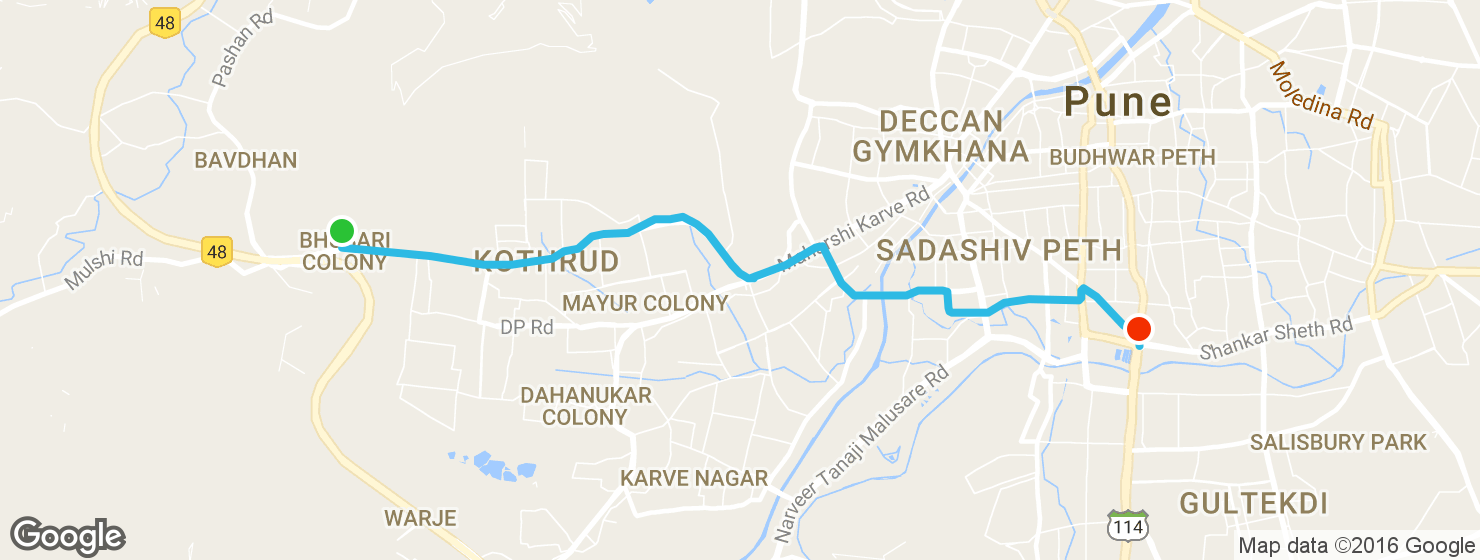 48
Pashan Rd
Moledina Rd
Pune
DECCAN
GYMKHANA
BAVDHAN
BUDHWAR PETH
Maharshi Karve Rd
BHUSARI
COLONY
48
Mulshi Rd
KOTHRUD
SADASHIV PETH
MAYUR COLONY
DP Rd
Shankar Sheth Rd
Narveer Tanaji Malusare Rd
DAHANUKAR
COLONY
SALISBURY PARK
KARVE NAGAR
GULTEKDI
WARJE
114
Google
Map data ©2016 Google